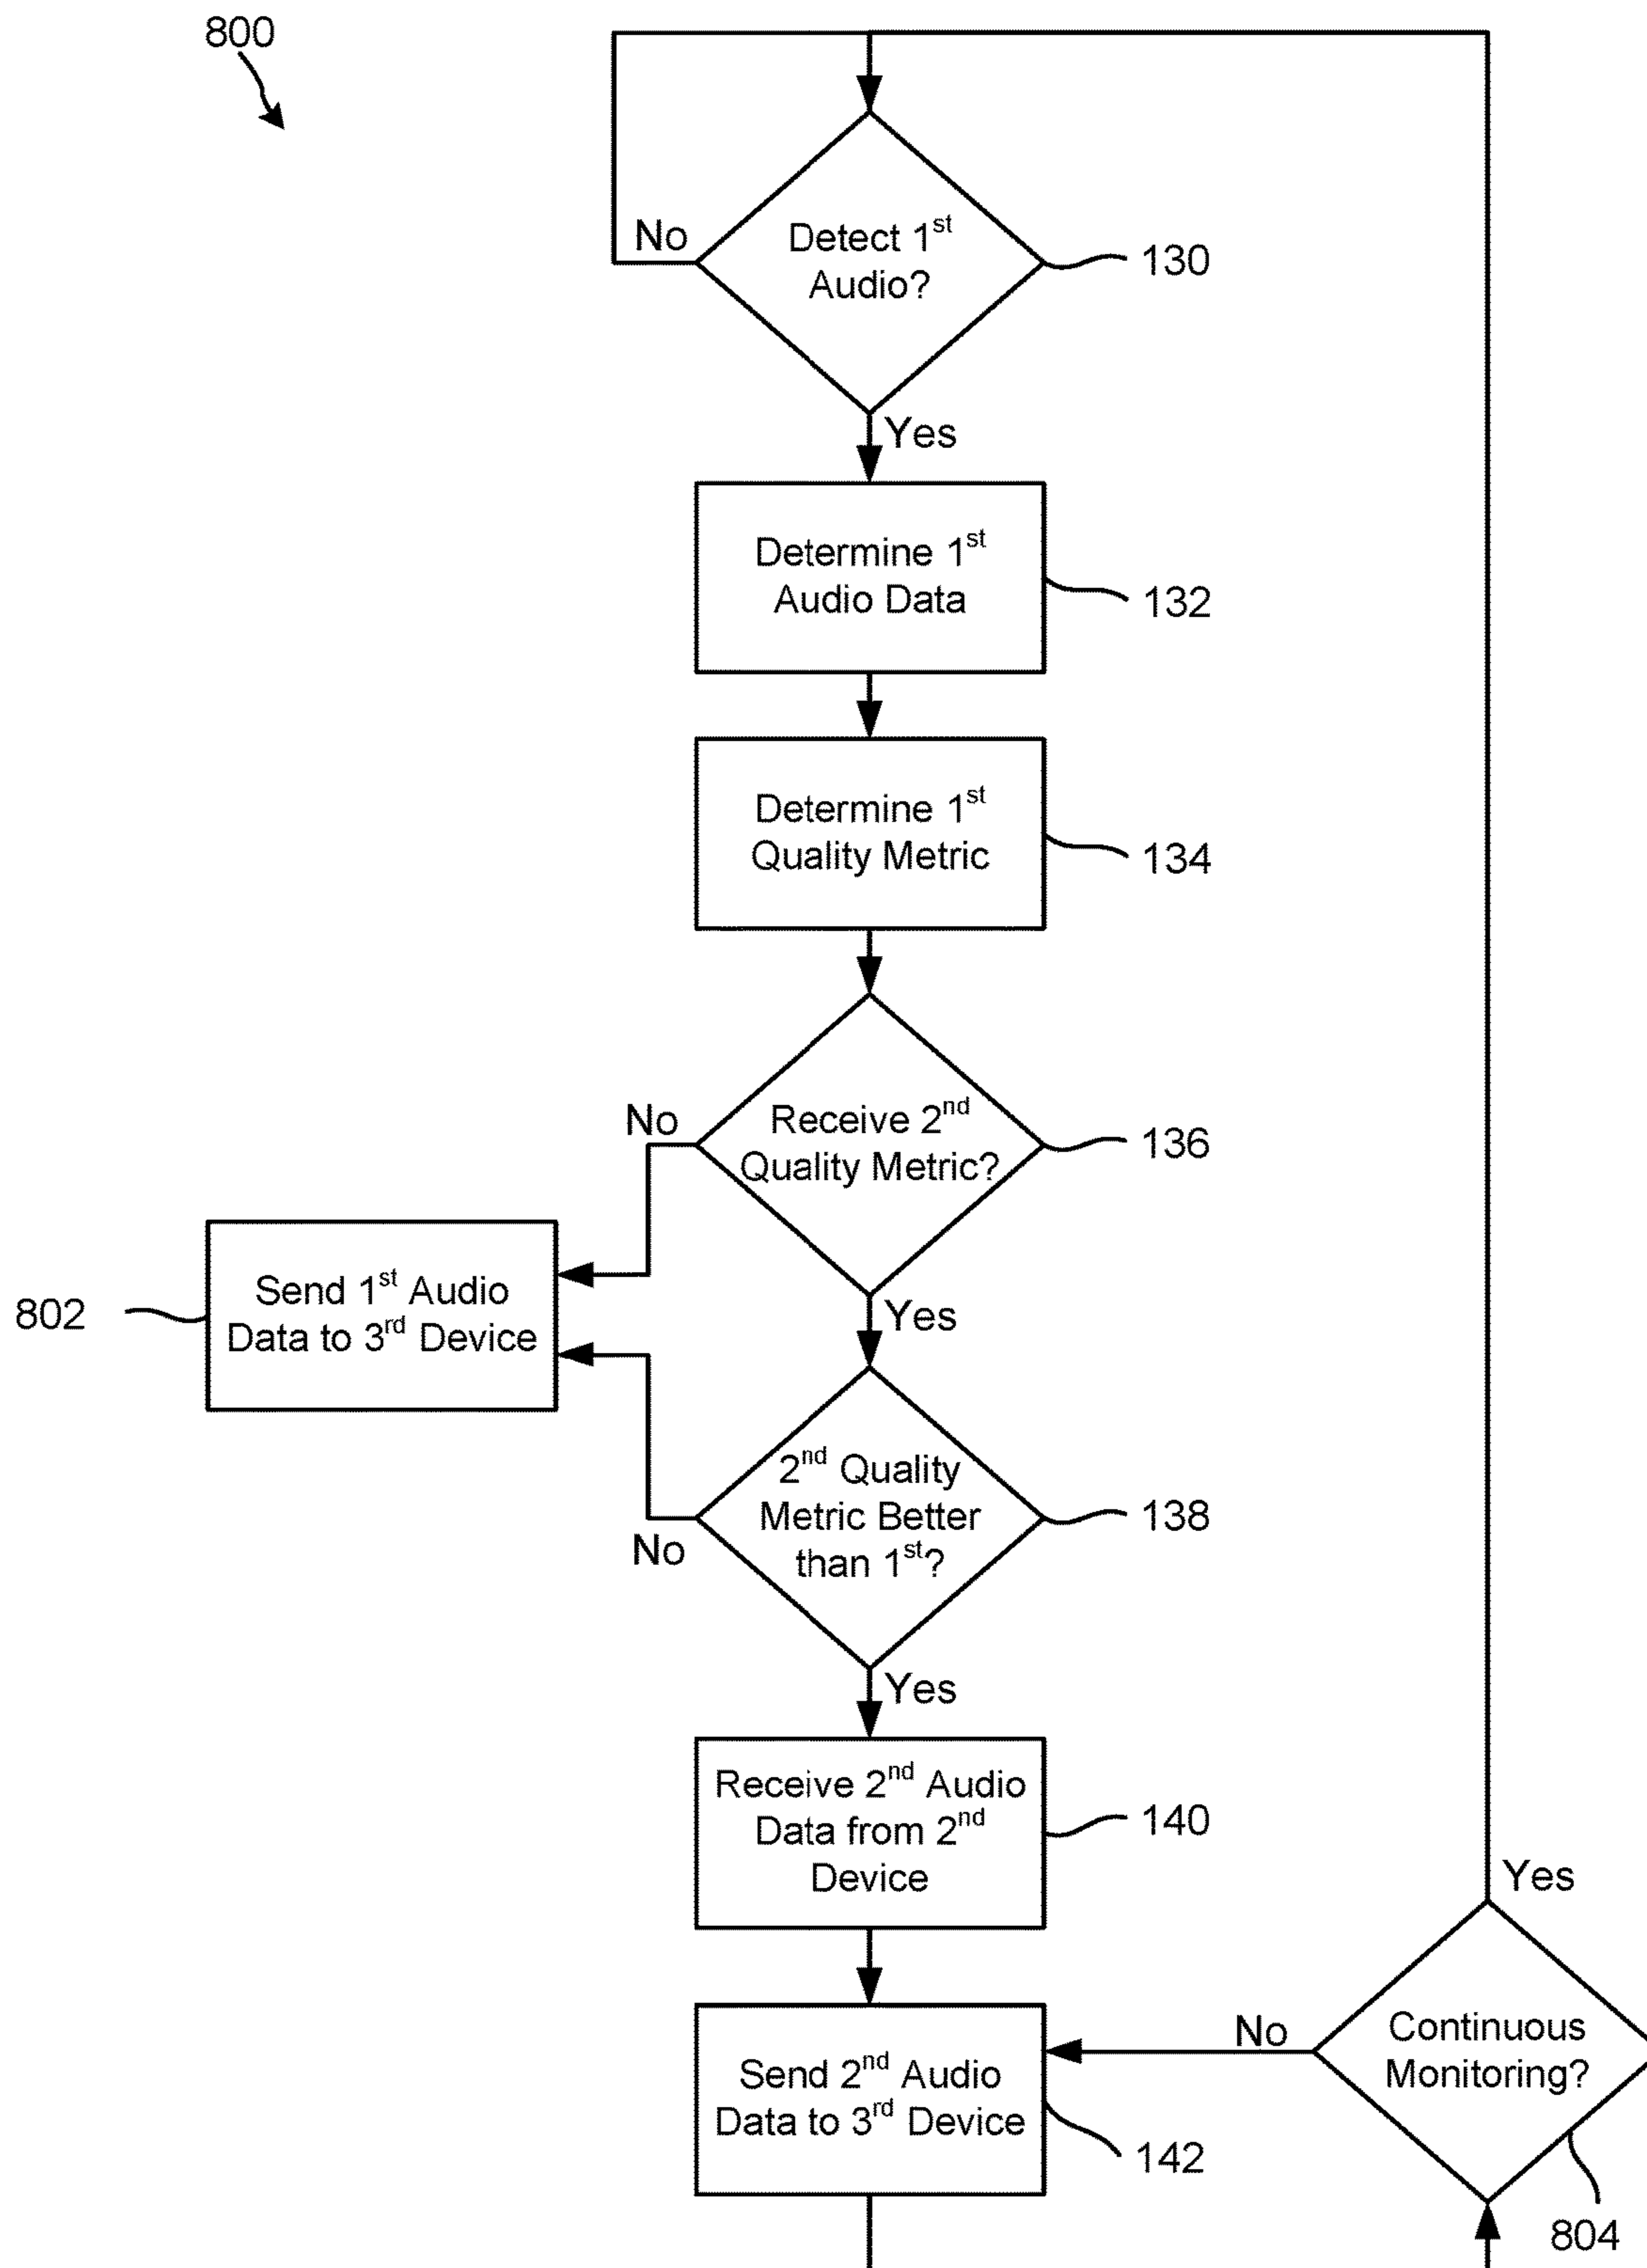 800
No
Detect 1st
Audio?
130
Yes
Determine 1st
Audio Data
132
Determine 1st
Quality Metric
134
No
Receive 2nd
Quality Metric?
136
Yes
802
Send 1st Audio
Data to 3rd Device
2nd Quality
Metric Better
than 1st?
138
No
Yes
Receive 2nd Audio
Data from 2nd
Device
140
Yes
Send 2nd Audio
Data to 3rd Device
142
No
Continuous
Monitoring?
804